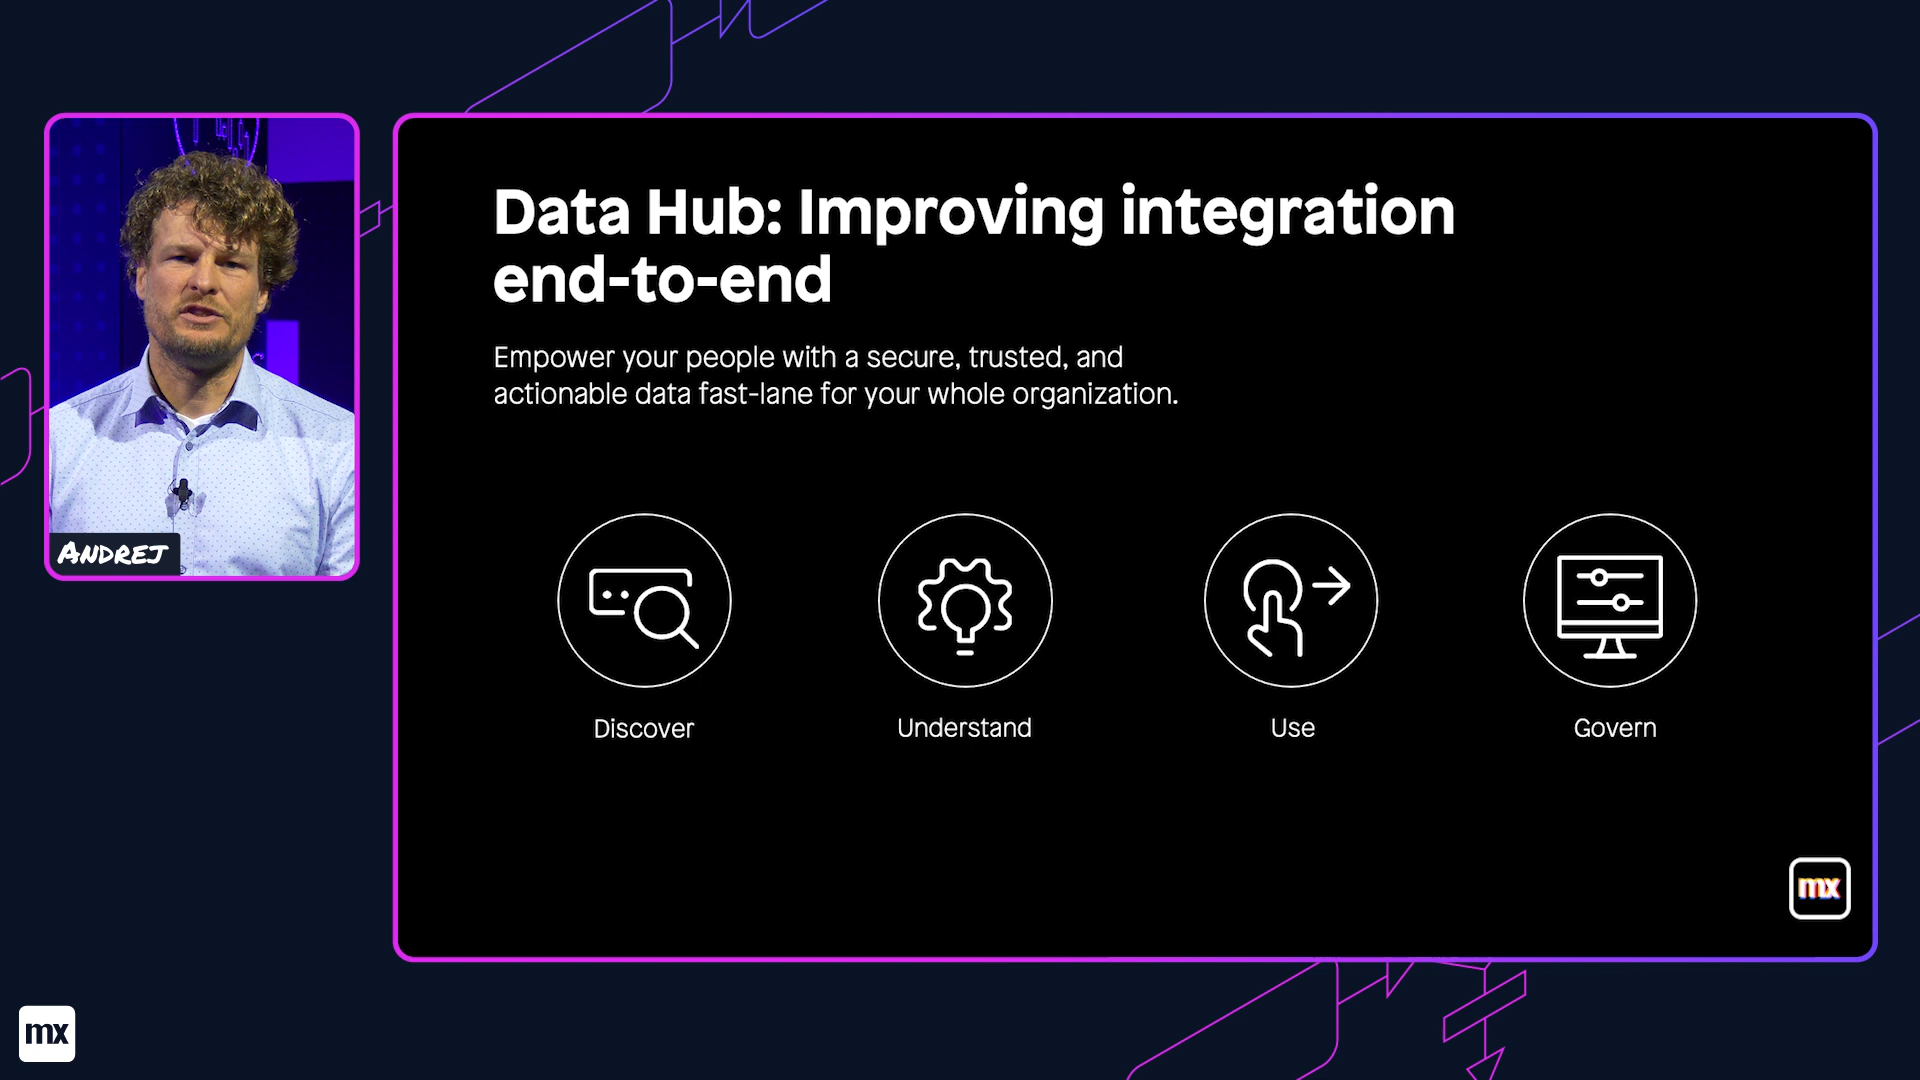 Andrej
Data Hub: Improving integration
end-to-end
Empower your people with a secure, trusted, and
actionable data fast-lane for your whole organization.
Discover
Understand
Use
Govern
mx
mx